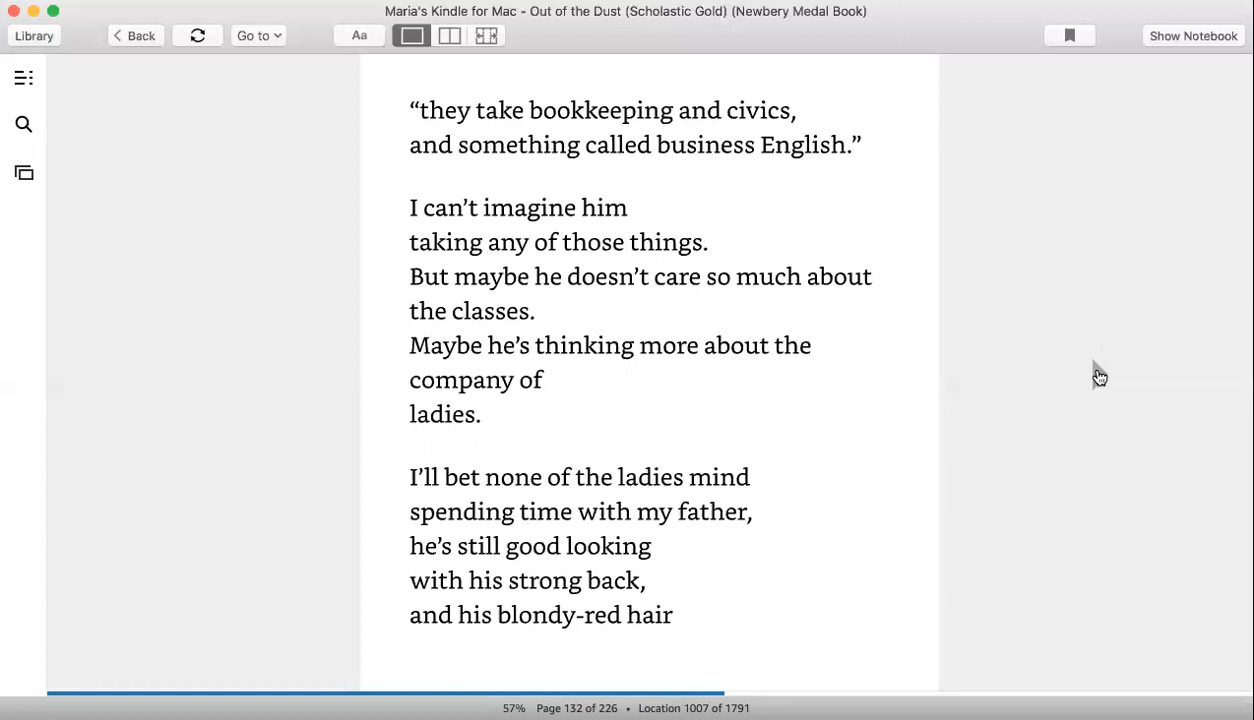 Maria's Kindle for Mac - Out of the Dust (Scholastic Gold) (Newbery Medal Book)
Library
Back
Go to
Aa
Show Notebook
“they take bookkeeping and civics,
and something called business English.”
I can’t imagine him
taking any of those things.
But maybe he doesn’t care so much about
the classes.
Maybe he’s thinking more about the
company of
ladies.
I’ll bet none of the ladies mind
spending time with my father,
he’s still good looking
with his strong back,
and his blondy-red hair
57% Page 132 of 226 • Location 1007 of 1791